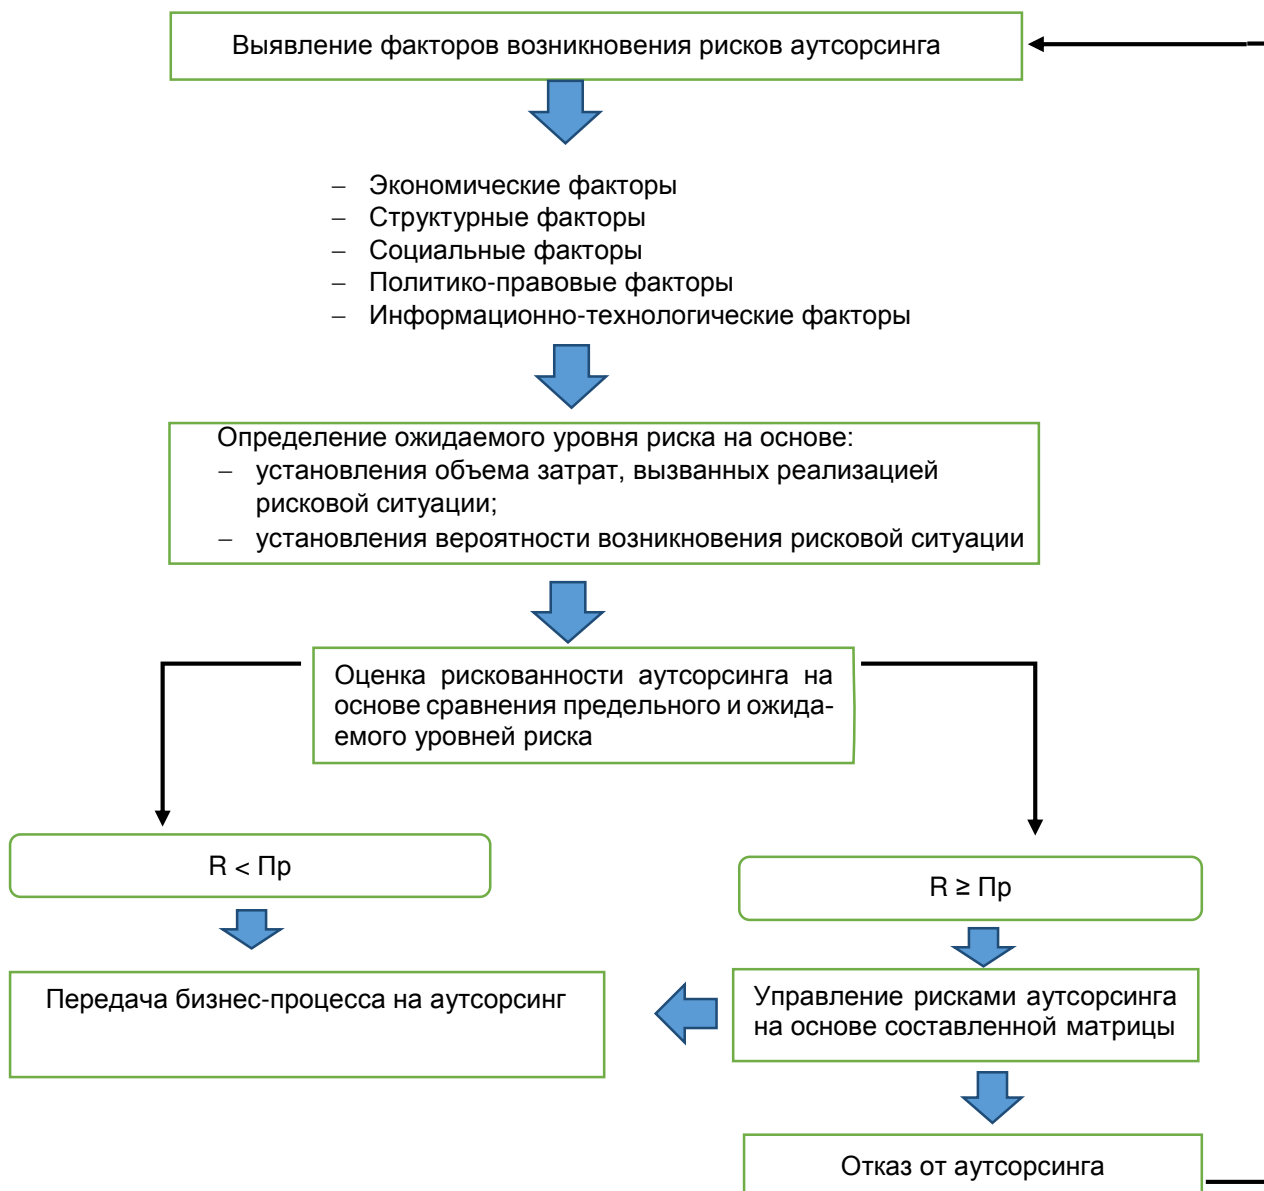 Выявление факторов возникновения рисков аутсорсинга
– Экономические факторы
– Структурные факторы
– Социальные факторы
– Политико-правовые факторы
– Информационно-технологические факторы
Определение ожидаемого уровня риска на основе:
– установления объема затрат, вызванных реализацией
рисковой ситуации;
– установления вероятности возникновения рисковой ситуации
Оценка рискованности аутсорсинга на
основе сравнения предельного и ожида-
емого уровней риска
R < Пр
R ≥ Пр
Передача бизнес-процесса на аутсорсинг
Управление рисками аутсорсинга
на основе составленной матрицы
Отказ от аутсорсинга